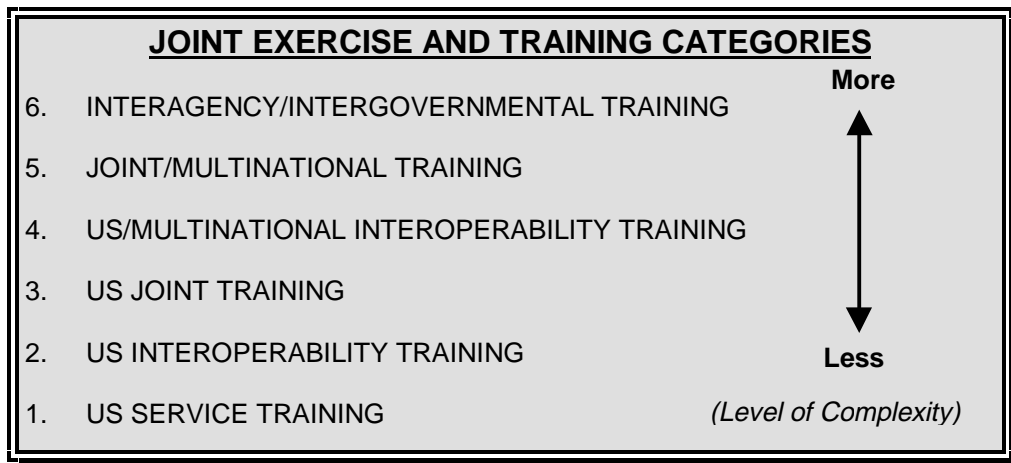 JOINT EXERCISE AND TRAINING CATEGORIES
More
6. INTERAGENCY/INTERGOVERNMENTAL TRAINING
5. JOINT/MULTINATIONAL TRAINING
4. US/MULTINATIONAL INTEROPERABILITY TRAINING
3. US JOINT TRAINING
2. US INTEROPERABILITY TRAINING
Less
1. US SERVICE TRAINING
(Level of Complexity)